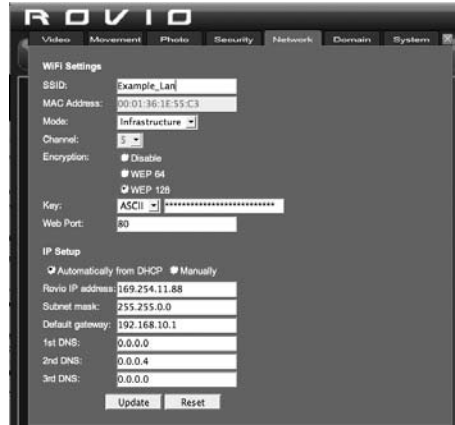 ROVIO
Video Movement Photo Security Network Domain System
WiFi Settings
SSID: Example_Lan
MAC Address: 00:01:36:1E:55:C3
Mode: Infrastructure
Channel: 5
Encryption: Disable
WEP 64
WEP 128
Key: ASCII **************************
Web Port: 80
IP Setup
Automatically from DHCP Manually
Rovio IP address: 169.254.11.88
Subnet mask: 255.255.0.0
Default gateway: 192.168.10.1
1st DNS: 0.0.0.0
2nd DNS: 0.0.0.4
3rd DNS: 0.0.0.0
Update Reset